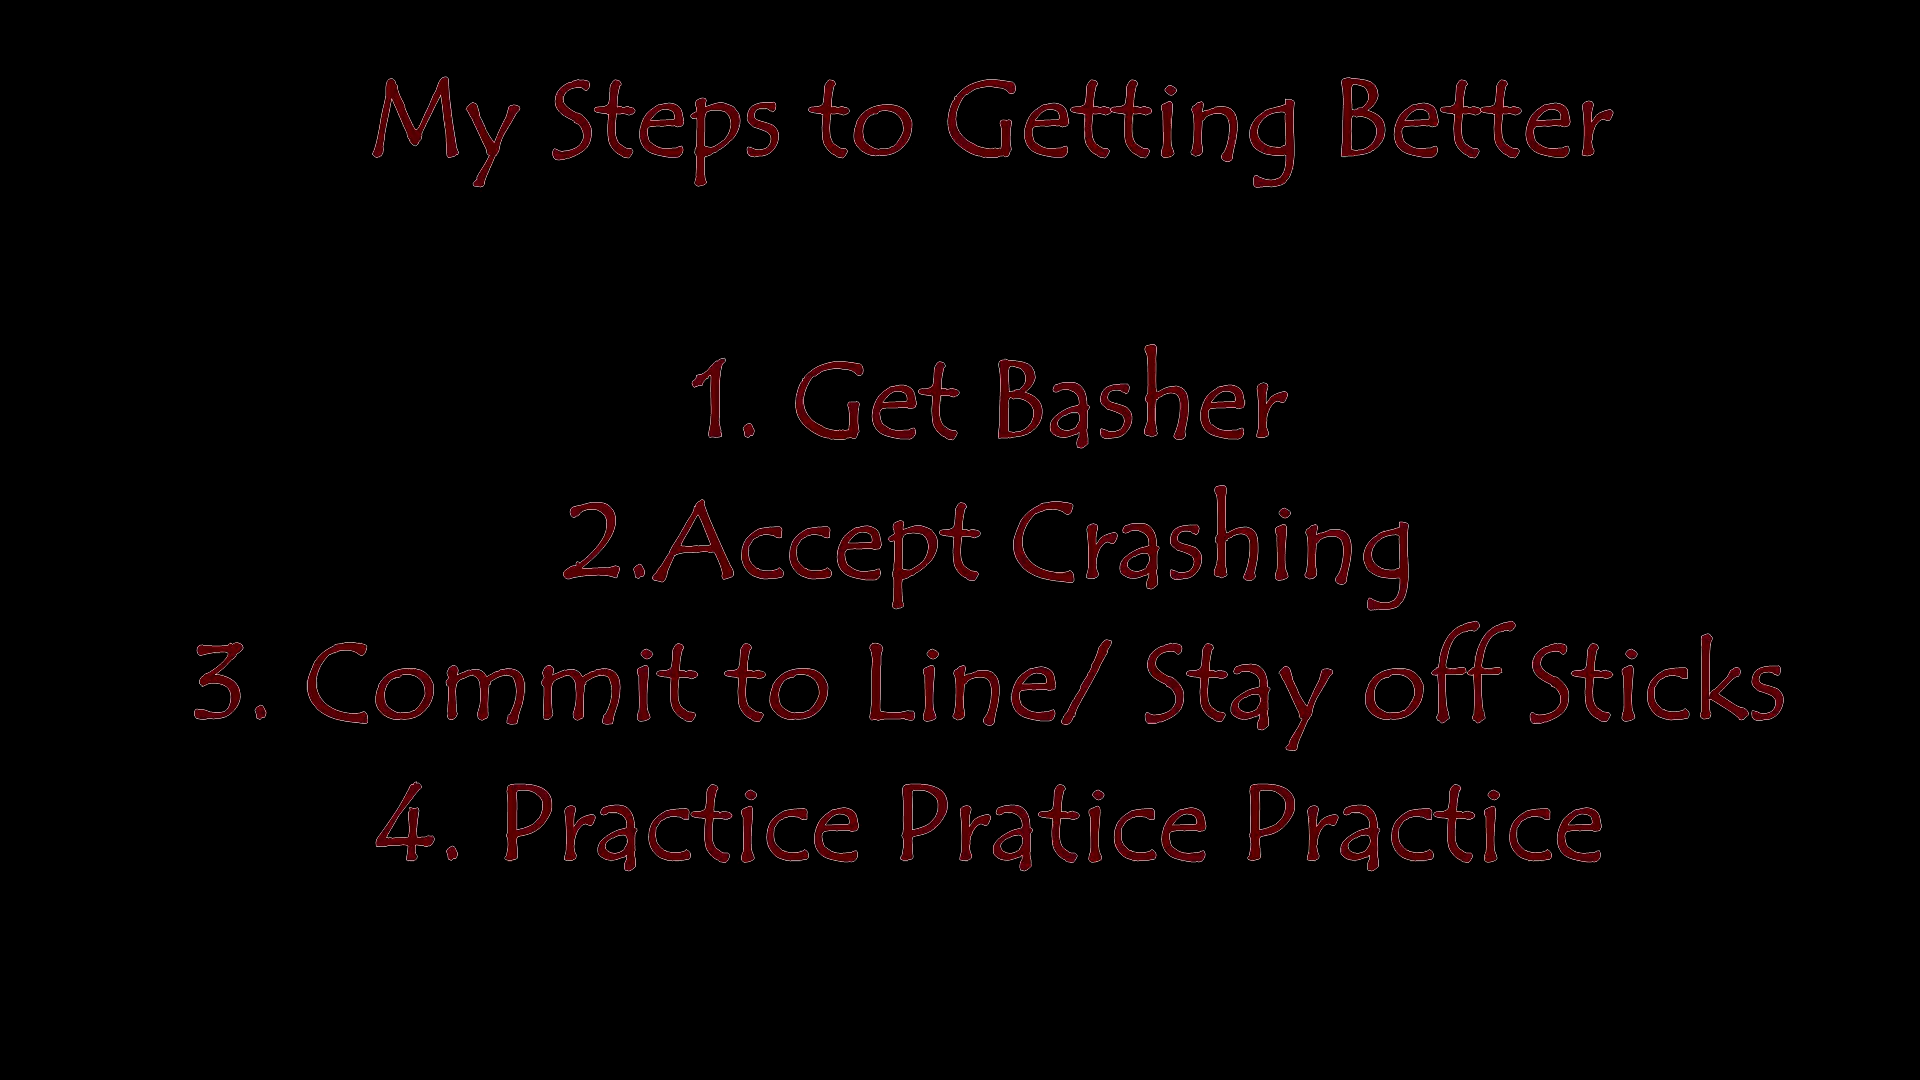 My Steps to Getting Better
1. Get Basher
2.Accept Crashing
3. Commit to Line/ Stay off Sticks
4. Practice Pratice Practice